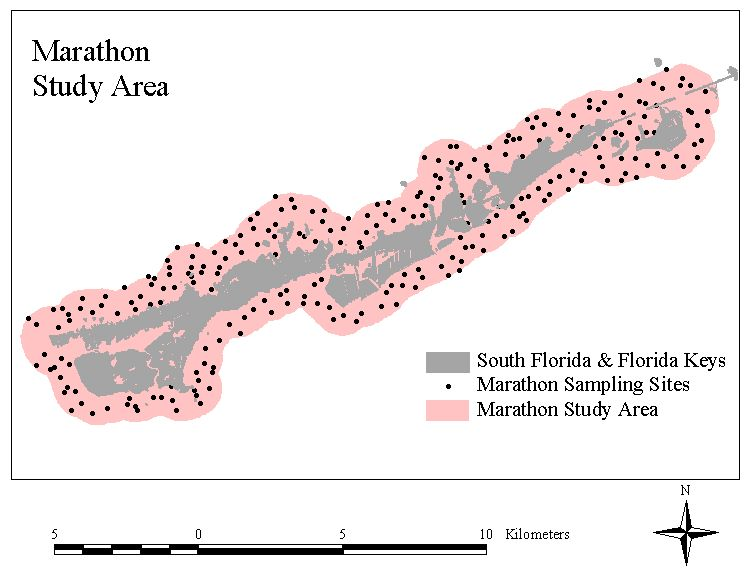 Marathon
Study Area
South Florida & Florida Keys
Marathon Sampling Sites
Marathon Study Area
N
5 0 5 10 Kilometers